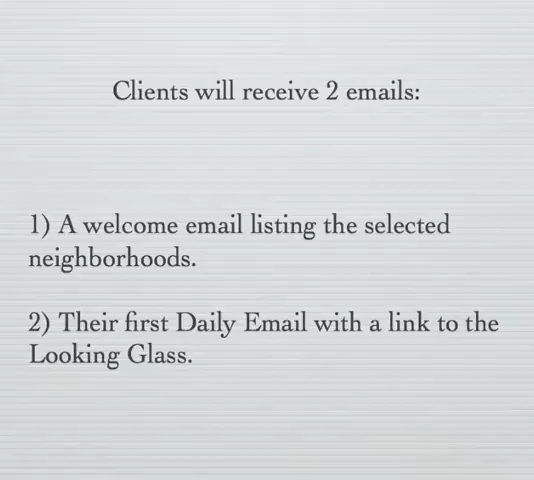 Clients will receive 2 emails:
1) A welcome email listing the selected
neighborhoods.
2) Their first Daily Email with a link to the
Looking Glass.